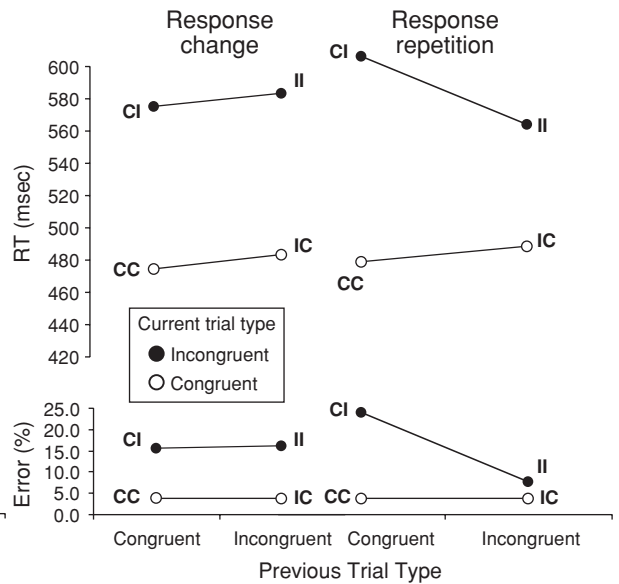 Response
change
Response
repetition
RT (msec)
600
580
560
540
520
500
480
460
440
420
CI
II
CC
IC
CI
II
CC
IC
Current trial type
Incongruent
Congruent
Error (%)
25.0
20.0
15.0
10.0
5.0
0.0
CI
II
CC
IC
CI
II
CC
IC
Congruent
Incongruent
Congruent
Incongruent
Previous Trial Type